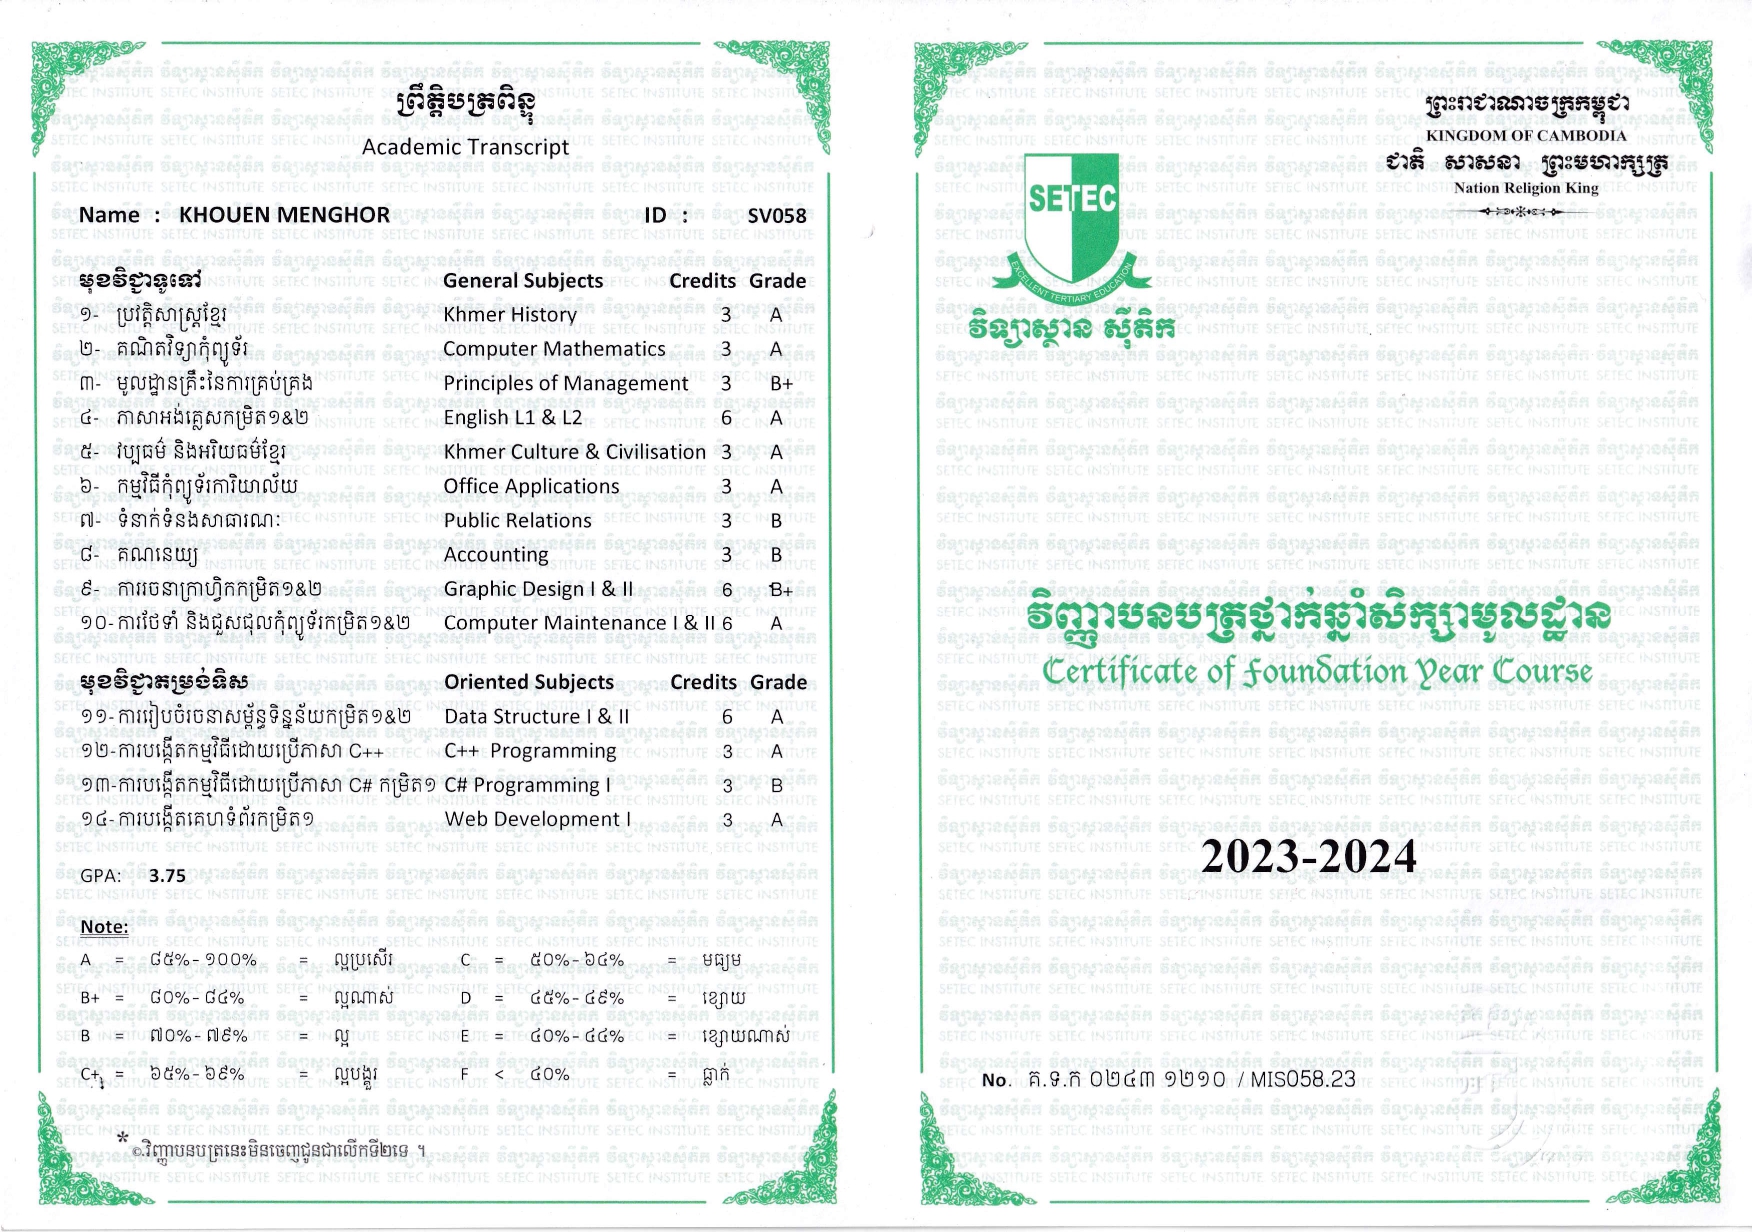 ព្រឹត្តិបត្រពិន្ទុ
Academic Transcript
Name : KHOUEN MENGHOR ID : SV058
មុខវិជ្ជាទូទៅ General Subjects Credits Grade
១- ប្រវត្តិសាស្ត្រខ្មែរ Khmer History 3 A
២- គណិតវិទ្យាកុំព្យូទ័រ Computer Mathematics 3 A
៣- មូលដ្ឋានគ្រឹះនៃការគ្រប់គ្រង Principles of Management 3 B+
៤- ភាសាអង់គ្លេសកម្រិត១&២ English L1 & L2 6 A
៥- វប្បធម៌ និងអរិយធម៌ខ្មែរ Khmer Culture & Civilisation 3 A
៦- កម្មវិធីកុំព្យូទ័រការិយាល័យ Office Applications 3 A
៧- ទំនាក់ទំនងសាធារណៈ Public Relations 3 B
៨- គណនេយ្យ Accounting 3 B
៩- ការរចនាក្រាហ្វិកកម្រិត១&២ Graphic Design I & II 6 B+
១០- ការថែទាំ និងជួសជុលកុំព្យូទ័រកម្រិត១&២ Computer Maintenance I & II 6 A
មុខវិជ្ជាតម្រង់ទិស Oriented Subjects Credits Grade
១១- ការរៀបចំរចនាសម្ព័ន្ធទិន្នន័យកម្រិត១&២ Data Structure I & II 6 A
១២- ការបង្កើតកម្មវិធីដោយប្រើភាសា C++ C++ Programming 3 A
១៣- ការបង្កើតកម្មវិធីដោយប្រើភាសា C# កម្រិត១ C# Programming I 3 B
១៤- ការបង្កើតគេហទំព័រកម្រិត១ Web Development I 3 A
GPA: 3.75
Note:
A = ៨៥%-១០០% = ល្អប្រសើរ C = ៥០%-៦៤% = មធ្យម
B+ = ៨០%-៨៤% = ល្អណាស់ D = ៤៥%-៤៩% = ខ្សោយ
B = ៧០%-៧៩% = ល្អ E = ៤០%-៤៤% = ខ្សោយណាស់
C+ = ៦៥%-៦៩% = ល្អបង្គួរ F < ៤០% = ធ្លាក់
* ©.វិញ្ញាបនបត្រនេះមិនចេញជូនជាលើកទី២ទេ ។
ព្រះរាជាណាចក្រកម្ពុជា
KINGDOM OF CAMBODIA
ជាតិ សាសនា ព្រះមហាក្សត្រ
Nation Religion King
SETEC
EXCELLENT TERTIARY EDUCATION
វិទ្យាស្ថាន ស៊ីតិក
វិញ្ញាបនបត្រថ្នាក់ឆ្នាំសិក្សាមូលដ្ឋាន
Certificate of Foundation Year Course
2023-2024
No. គ.ទ.ក ០២៤៣ ១២១០ / MIS058.23